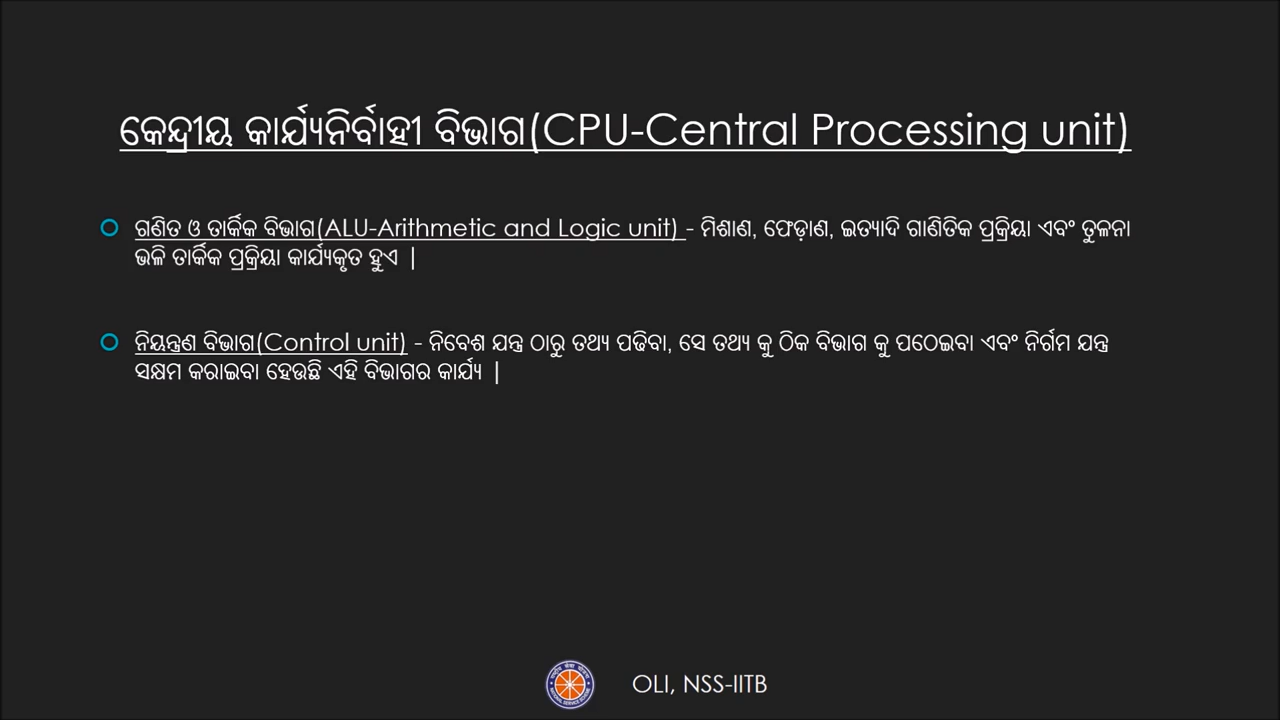 କେନ୍ଦ୍ରୀୟ କାର୍ଯ୍ୟନିର୍ବାହୀ ବିଭାଗ(CPU-Central Processing unit)
ଗଣିତ ଓ ତାର୍କିକ ବିଭାଗ(ALU-Arithmetic and Logic unit) - ମିଶାଣ, ଫେଡ଼ାଣ, ଇତ୍ୟାଦି ଗାଣିତିକ ପ୍ରକ୍ରିୟା ଏବଂ ତୁଳନା
ଭଳି ତାର୍କିକ ପ୍ରକ୍ରିୟା କାର୍ଯ୍ୟକୃତ ହୁଏ |
ନିୟନ୍ତ୍ରଣ ବିଭାଗ(Control unit) - ନିବେଶ ଯନ୍ତ୍ର ଠାରୁ ତଥ୍ୟ ପଢିବା, ସେ ତଥ୍ୟ କୁ ଠିକ ବିଭାଗ କୁ ପଠେଇବା ଏବଂ ନିର୍ଗମ ଯନ୍ତ୍ର
ସକ୍ଷମ କରାଇବା ହେଉଛି ଏହି ବିଭାଗର କାର୍ଯ୍ୟ |
OLI, NSS-IITB